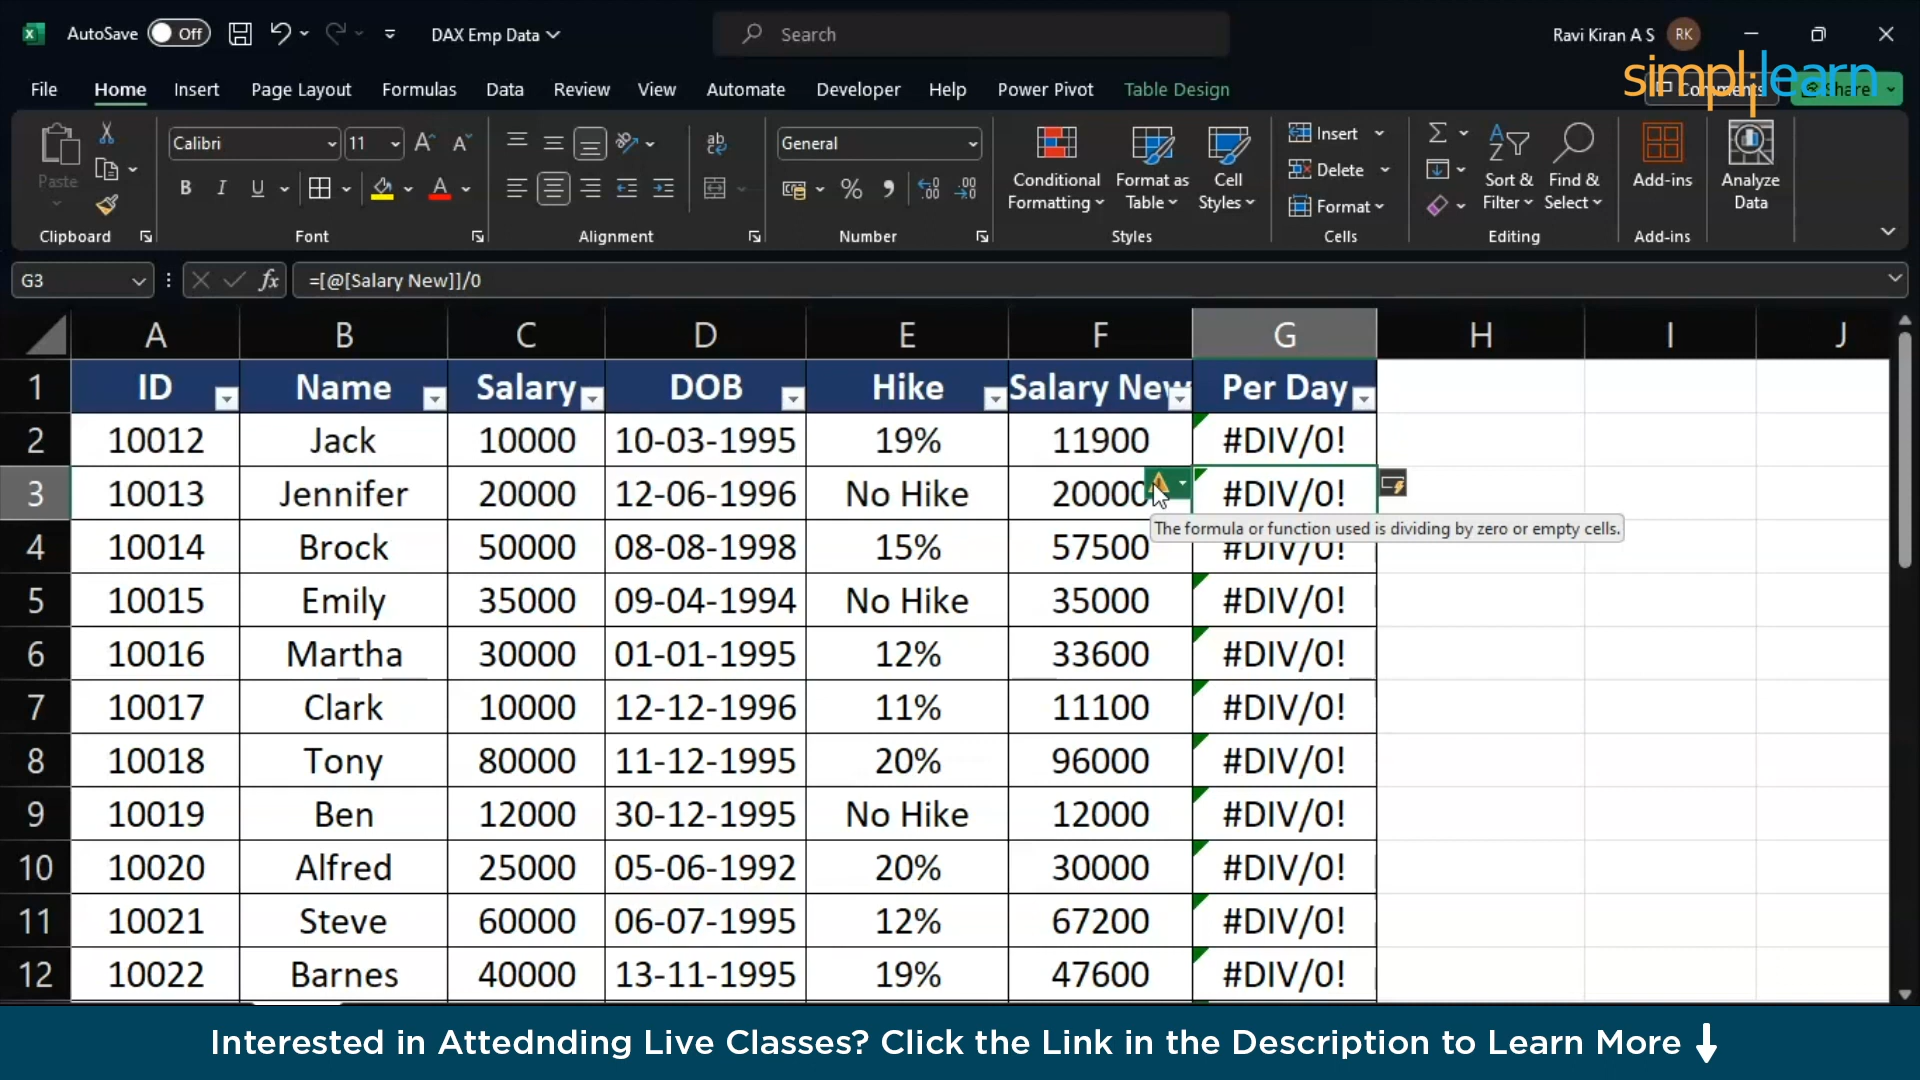 AutoSave Off DAX Emp Data Search Ravi Kiran A S RK
simplilearn
File Home Insert Page Layout Formulas Data Review View Automate Developer Help Power Pivot Table Design Comments Share
Paste Calibri 11 General Conditional Formatting Format as Table Cell Styles Insert Delete Format Sort & Filter Find & Select Add-ins Analyze Data
Clipboard Font Alignment Number Styles Cells Editing Add-ins
G3 fx =[@[Salary New]]/0
A B C D E F G H I J
1 ID Name Salary DOB Hike Salary New Per Day
2 10012 Jack 10000 10-03-1995 19% 11900 #DIV/0!
3 10013 Jennifer 20000 12-06-1996 No Hike 20000 #DIV/0!
The formula or function used is dividing by zero or empty cells.
4 10014 Brock 50000 08-08-1998 15% 57500 #DIV/0!
5 10015 Emily 35000 09-04-1994 No Hike 35000 #DIV/0!
6 10016 Martha 30000 01-01-1995 12% 33600 #DIV/0!
7 10017 Clark 10000 12-12-1996 11% 11100 #DIV/0!
8 10018 Tony 80000 11-12-1995 20% 96000 #DIV/0!
9 10019 Ben 12000 30-12-1995 No Hike 12000 #DIV/0!
10 10020 Alfred 25000 05-06-1992 20% 30000 #DIV/0!
11 10021 Steve 60000 06-07-1995 12% 67200 #DIV/0!
12 10022 Barnes 40000 13-11-1995 19% 47600 #DIV/0!
Interested in Attednding Live Classes? Click the Link in the Description to Learn More